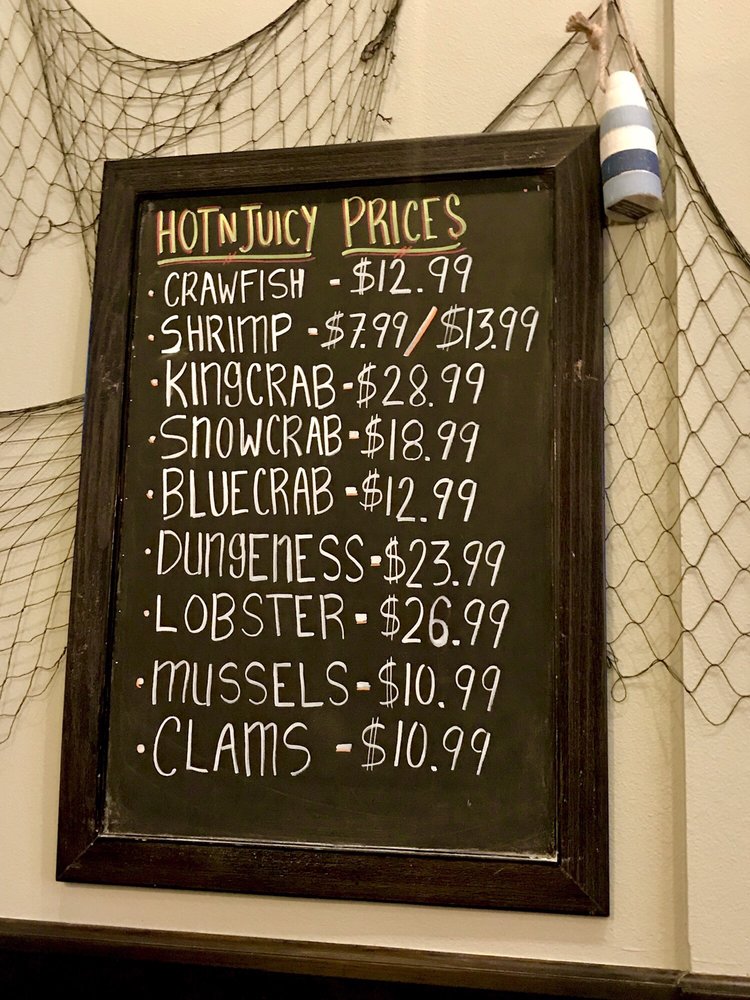 HOTNJUICY PRICES
• CRAWFISH - $12.99
• SHRIMP - $7.99/$13.99
• KINGCRAB - $28.99
• SNOWCRAB - $18.99
• BLUECRAB - $12.99
• DUNGENESS - $23.99
• LOBSTER - $26.99
• MUSSELS - $10.99
• CLAMS - $10.99